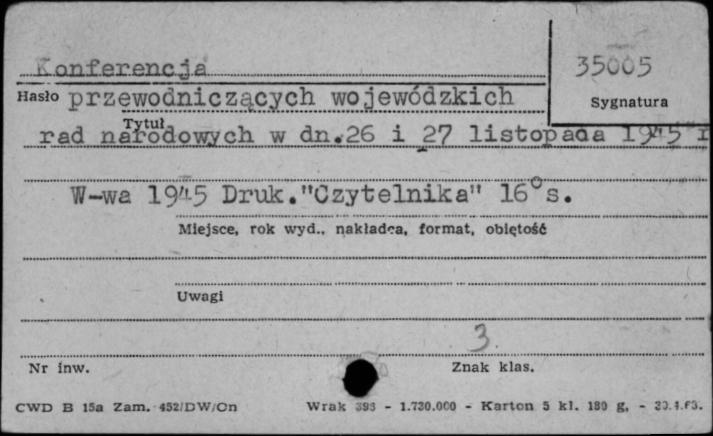 Konferencja
35005
Hasło przewodniczących wojewódzkich
Sygnatura
Tytuł
rad narodowych w dn.26 i 27 listopada 1945 r
W-wa 1945 Druk."Czytelnika" 16°s.
Miejsce, rok wyd., nakładca, format, objętość
Uwagi
3
Nr inw.
Znak klas.
CWD B 15a Zam. 452/DW/On
Wrak 393 - 1.730.000 - Karton 5 kl. 180 g, -